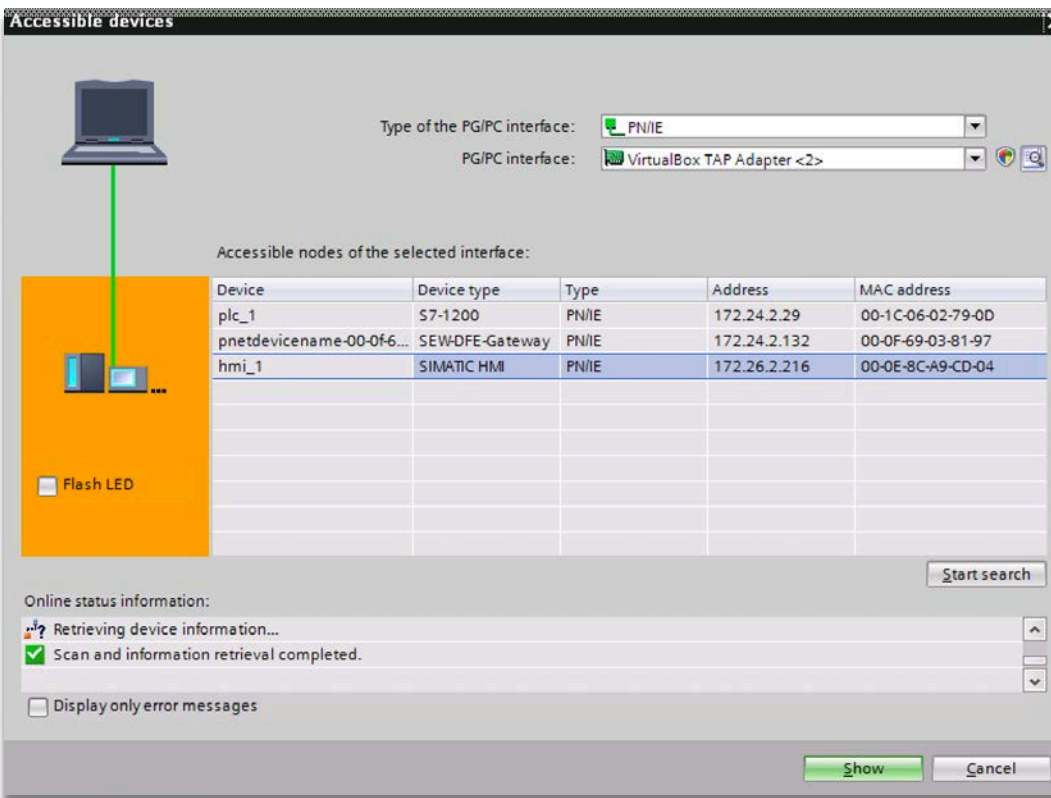 Accessible devices
Type of the PG/PC interface: PN/IE
PG/PC interface: VirtualBox TAP Adapter <2>
Accessible nodes of the selected interface:
Device Device type Type Address MAC address
plc_1 S7-1200 PN/IE 172.24.2.29 00-1C-06-02-79-0D
pnetdevicename-00-0f-6... SEW-DFE-Gateway PN/IE 172.24.2.132 00-0F-69-03-81-97
hmi_1 SIMATIC HMI PN/IE 172.26.2.216 00-0E-8C-A9-CD-04
Flash LED
Start search
Online status information:
Retrieving device information...
Scan and information retrieval completed.
Display only error messages
Show Cancel